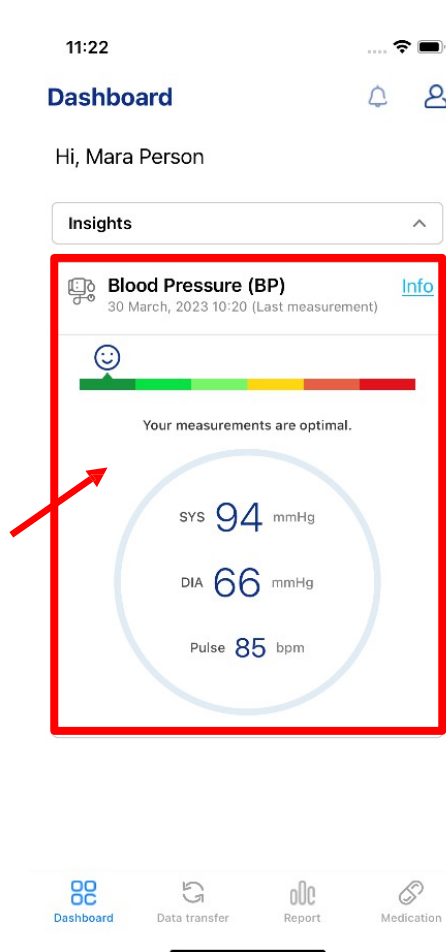 11:22
Dashboard
Hi, Mara Person
Insights
Blood Pressure (BP) Info
30 March, 2023 10:20 (Last measurement)
Your measurements are optimal.
SYS 94 mmHg
DIA 66 mmHg
Pulse 85 bpm
Dashboard Data transfer Report Medication